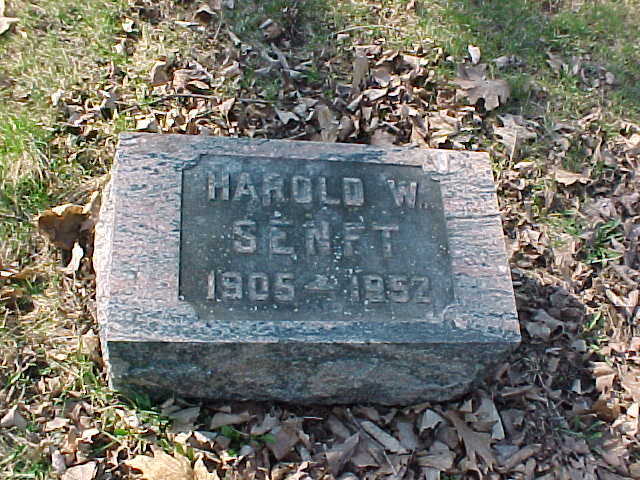 HAROLD W.
SENFT
1905 — 1952